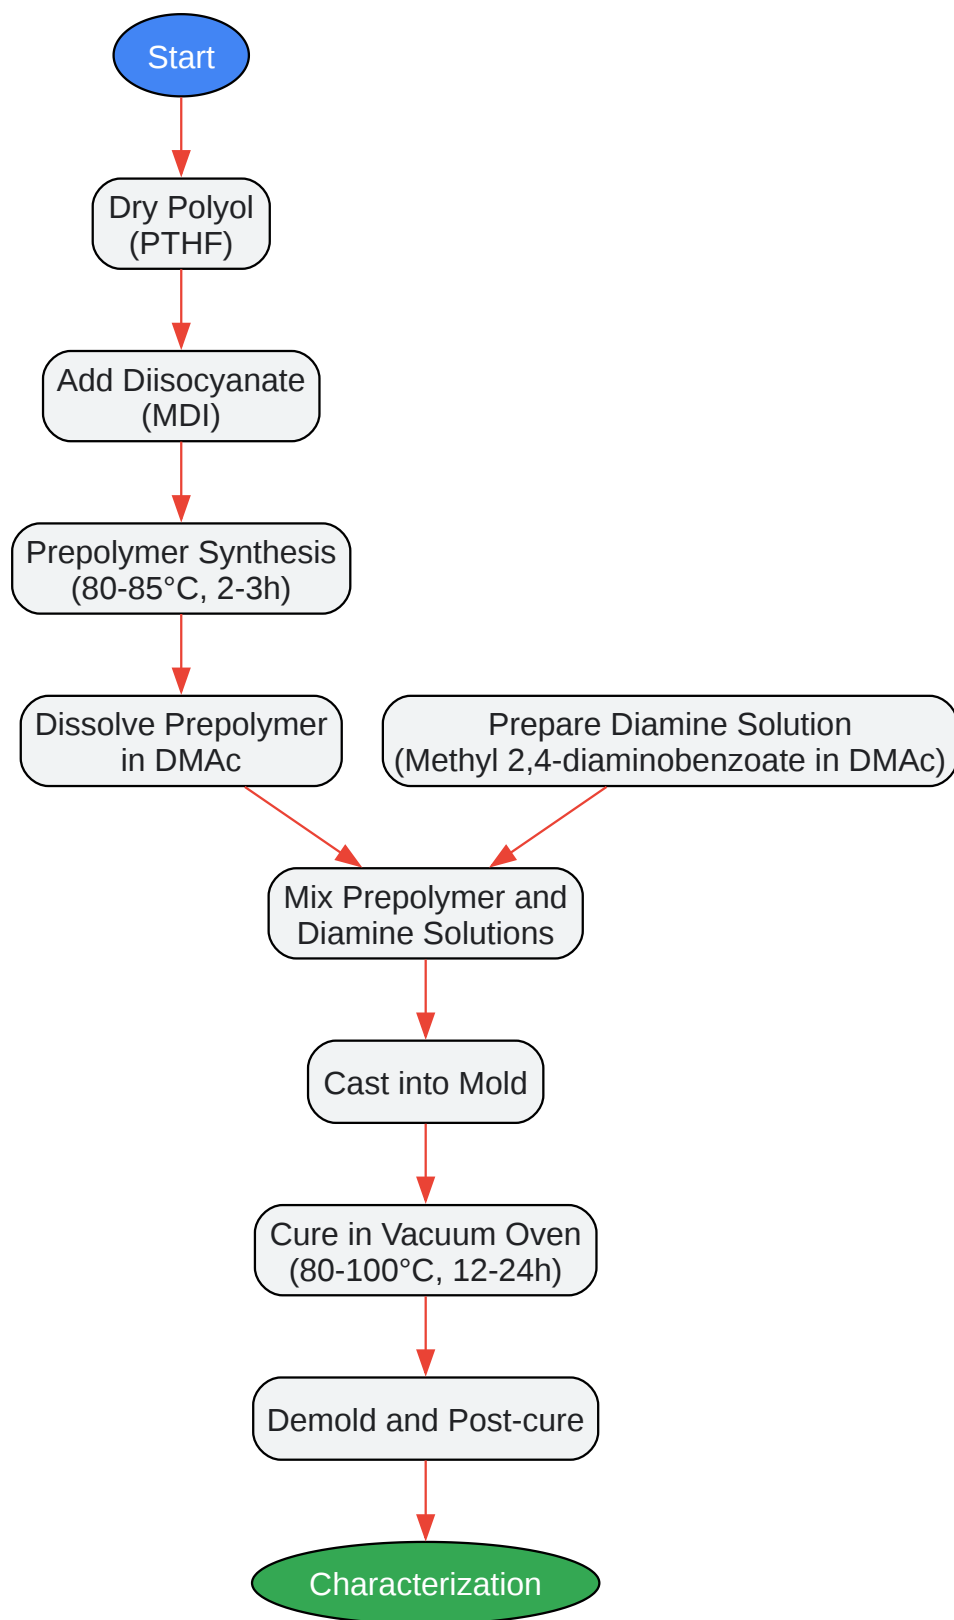 Start
Dry Polyol
(PTHF)
Add Diisocyanate
(MDI)
Prepolymer Synthesis
(80-85°C, 2-3h)
Dissolve Prepolymer
in DMAc
Prepare Diamine Solution
(Methyl 2,4-diaminobenzoate in DMAc)
Mix Prepolymer and
Diamine Solutions
Cast into Mold
Cure in Vacuum Oven
(80-100°C, 12-24h)
Demold and Post-cure
Characterization